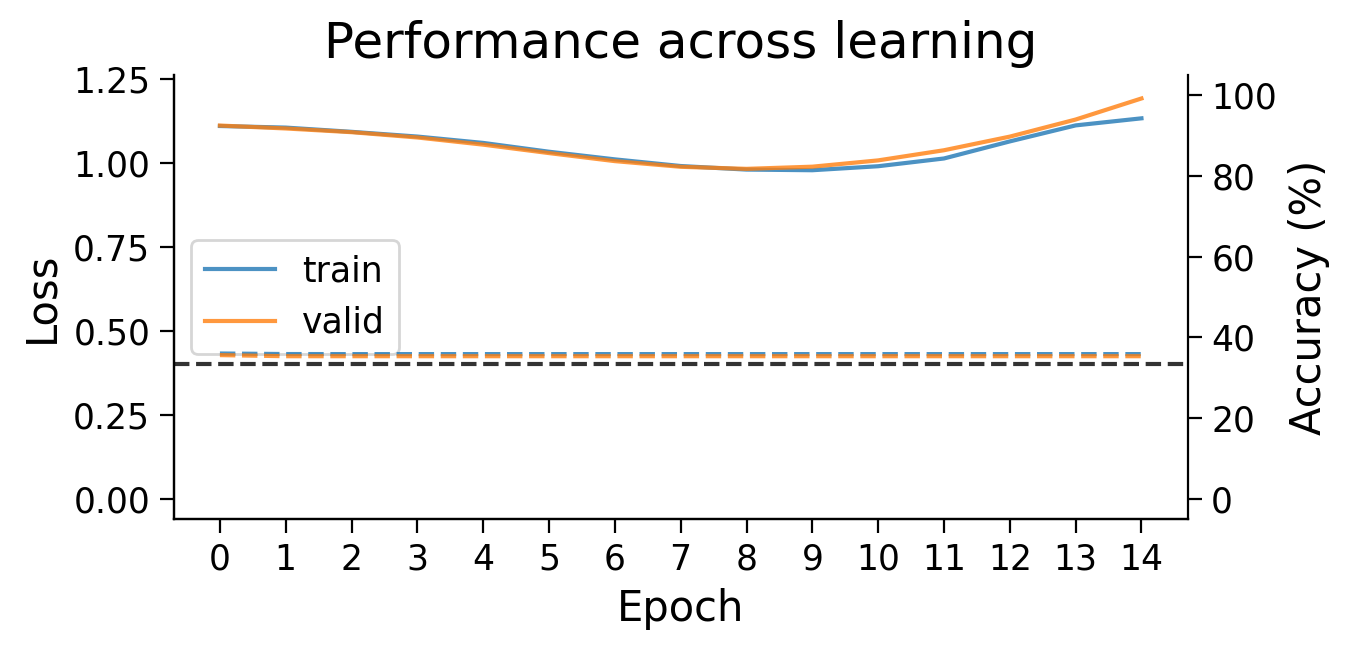 Performance across learning
Loss
1.25
1.00
0.75
0.50
0.25
0.00
train
valid
100
80
60
40
20
0
Accuracy (%)
0 1 2 3 4 5 6 7 8 9 10 11 12 13 14
Epoch